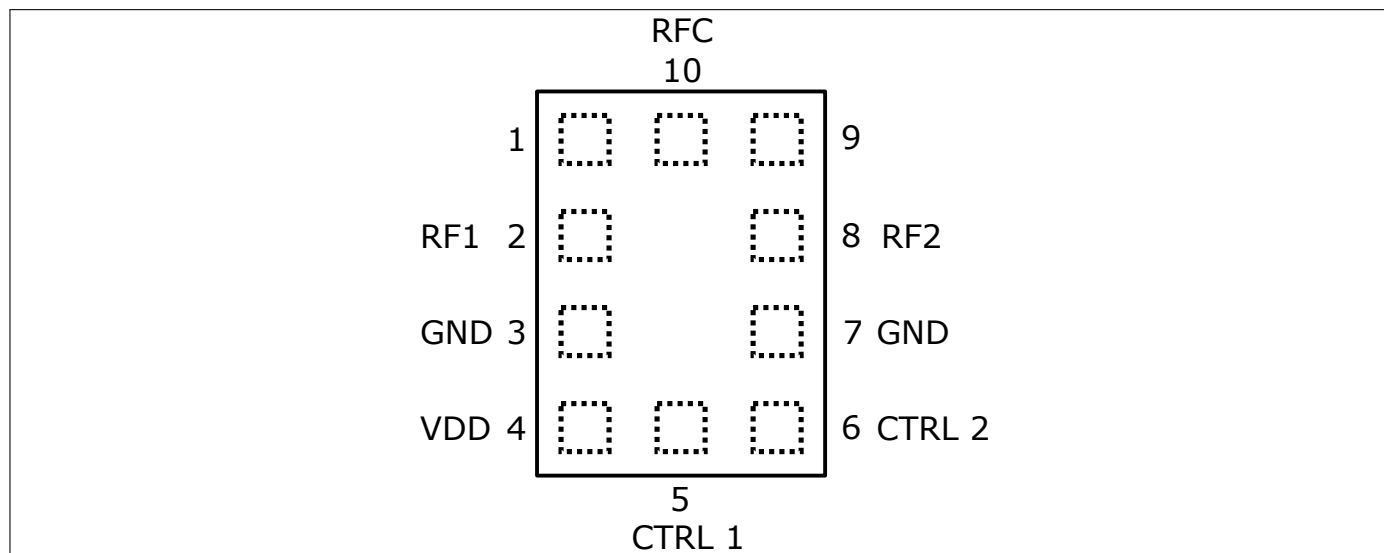 RFC
10
1
9
RF1 2
8 RF2
GND 3
7 GND
VDD 4
6 CTRL 2
5
CTRL 1